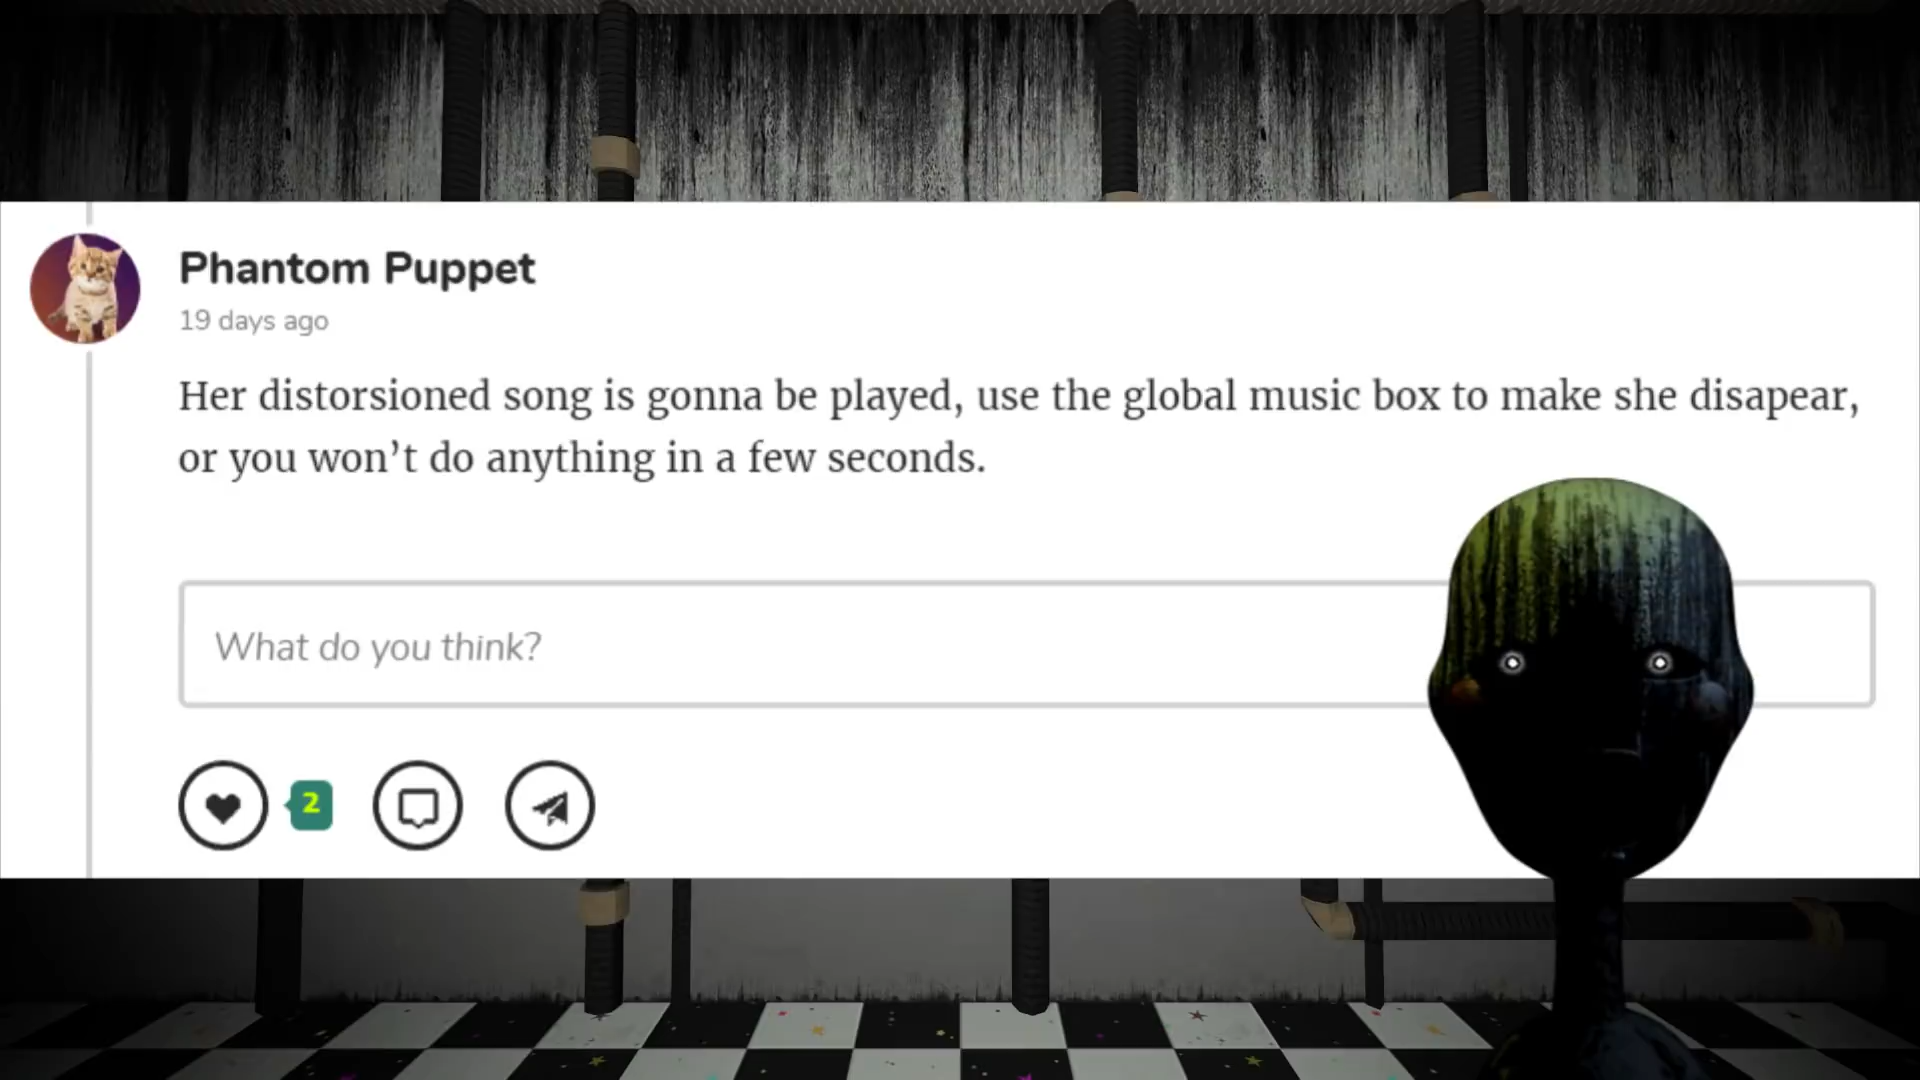 Phantom Puppet
19 days ago
Her distorsioned song is gonna be played, use the global music box to make she disapear,
or you won’t do anything in a few seconds.
What do you think?
2